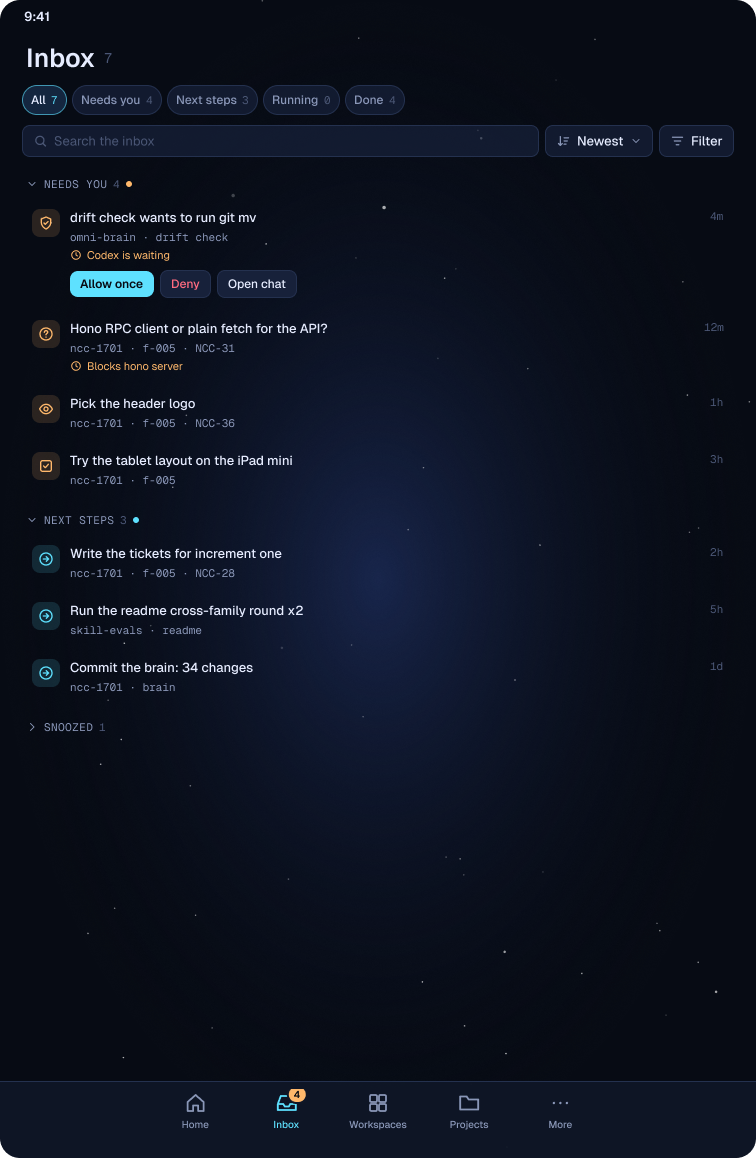 9:41
Inbox 7
All 7 Needs you 4 Next steps 3 Running 0 Done 4
Search the inbox Newest Filter
NEEDS YOU 4
drift check wants to run git mv 4m
omni-brain · drift check
Codex is waiting
Allow once Deny Open chat
Hono RPC client or plain fetch for the API? 12m
ncc-1701 · f-005 · NCC-31
Blocks hono server
Pick the header logo 1h
ncc-1701 · f-005 · NCC-36
Try the tablet layout on the iPad mini 3h
ncc-1701 · f-005
NEXT STEPS 3
Write the tickets for increment one 2h
ncc-1701 · f-005 · NCC-28
Run the readme cross-family round x2 5h
skill-evals · readme
Commit the brain: 34 changes 1d
ncc-1701 · brain
SNOOZED 1
4
Home Inbox Workspaces Projects More